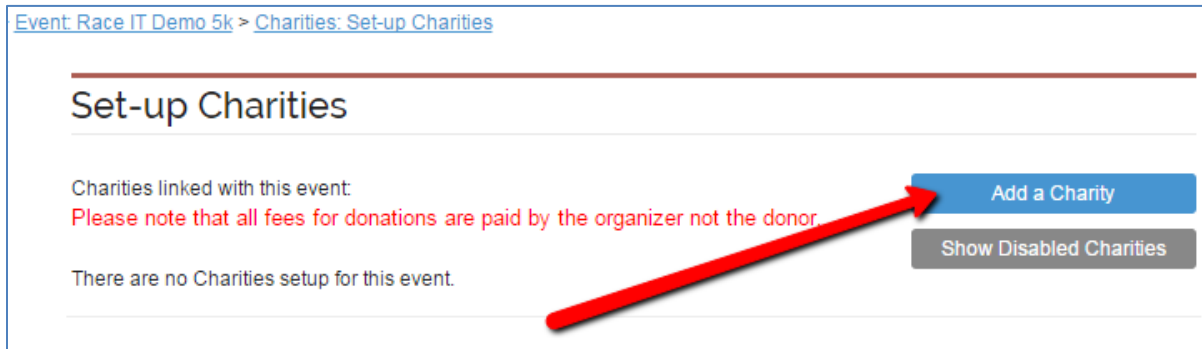 Event: Race IT Demo 5k > Charities: Set-up Charities
Set-up Charities
Charities linked with this event:
Please note that all fees for donations are paid by the organizer not the donor.
There are no Charities setup for this event.
Add a Charity
Show Disabled Charities